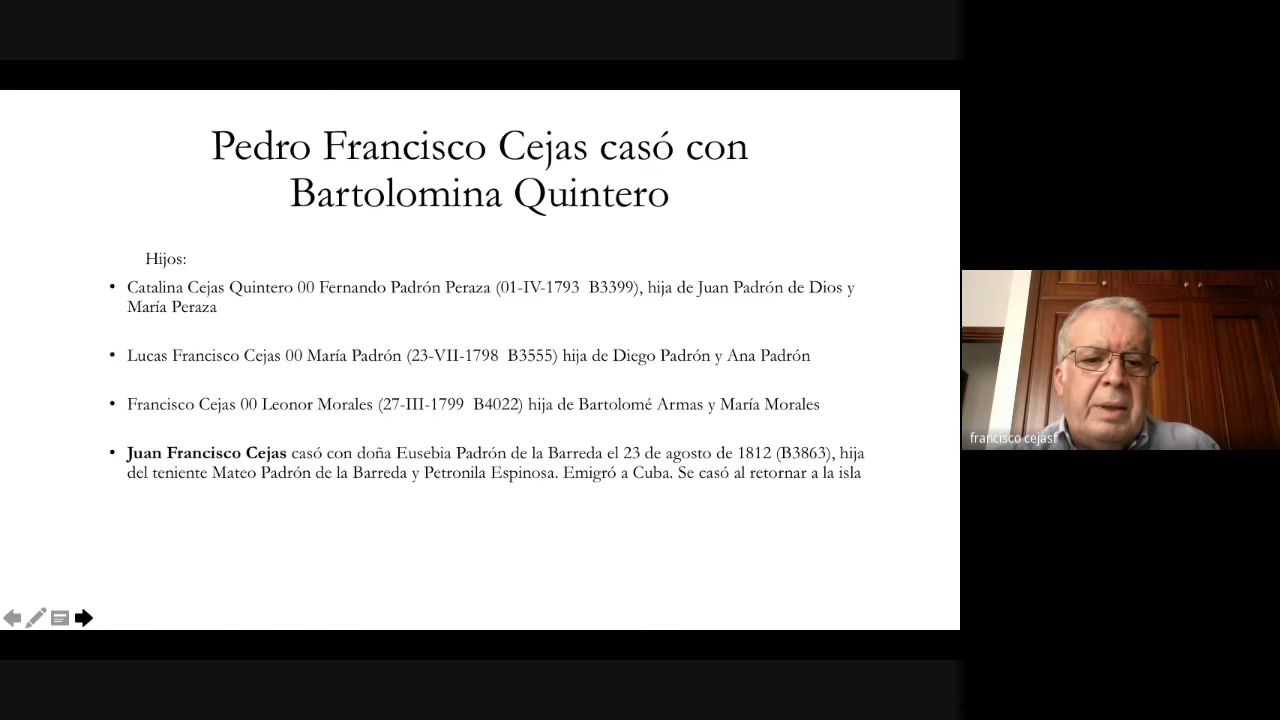 Pedro Francisco Cejas casó con
Bartolomina Quintero
Hijos:
• Catalina Cejas Quintero 00 Fernando Padrón Peraza (01-IV-1793 B3399), hija de Juan Padrón de Dios y
María Peraza
• Lucas Francisco Cejas 00 María Padrón (23-VII-1798 B3555) hija de Diego Padrón y Ana Padrón
• Francisco Cejas 00 Leonor Morales (27-III-1799 B4022) hija de Bartolomé Armas y María Morales
• Juan Francisco Cejas casó con doña Eusebia Padrón de la Barreda el 23 de agosto de 1812 (B3863), hija
del teniente Mateo Padrón de la Barreda y Petronila Espinosa. Emigró a Cuba. Se casó al retornar a la isla
francisco cejasf